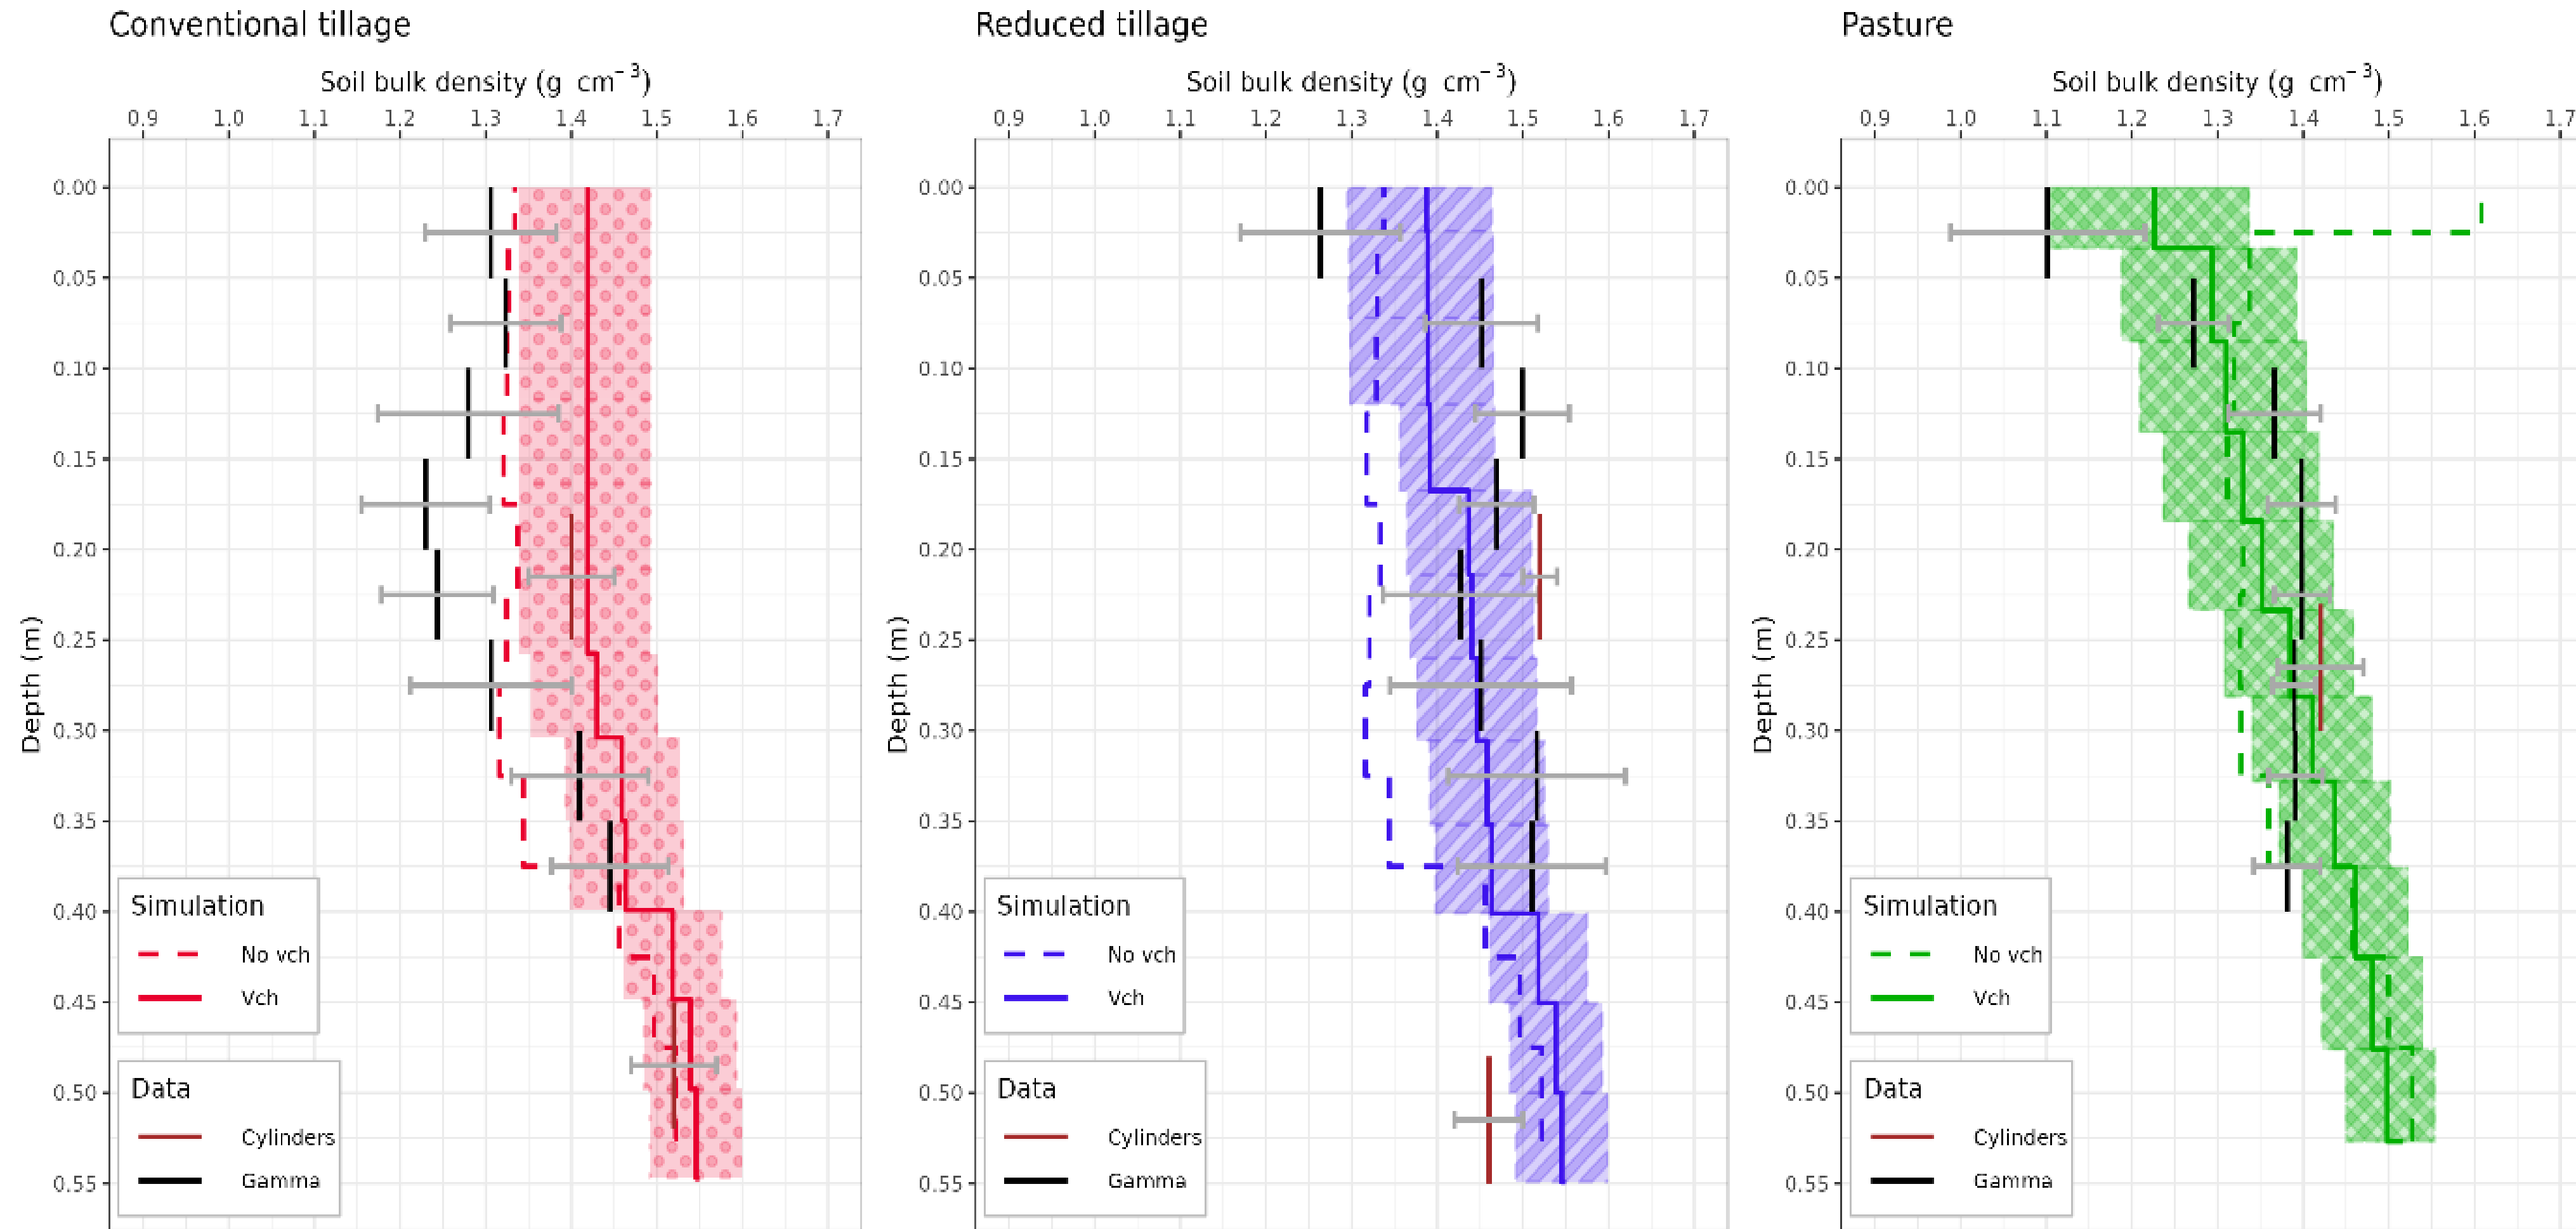 Conventional tillage
Soil bulk density (g cm⁻³)
0.9 1.0 1.1 1.2 1.3 1.4 1.5 1.6 1.7
Depth (m)
0.00
0.05
0.10
0.15
0.20
0.25
0.30
0.35
0.40
0.45
0.50
0.55
Simulation
No vch
Vch
Data
Cylinders
Gamma
Reduced tillage
Soil bulk density (g cm⁻³)
0.9 1.0 1.1 1.2 1.3 1.4 1.5 1.6 1.7
Depth (m)
0.00
0.05
0.10
0.15
0.20
0.25
0.30
0.35
0.40
0.45
0.50
0.55
Simulation
No vch
Vch
Data
Cylinders
Gamma
Pasture
Soil bulk density (g cm⁻³)
0.9 1.0 1.1 1.2 1.3 1.4 1.5 1.6 1.7
Depth (m)
0.00
0.05
0.10
0.15
0.20
0.25
0.30
0.35
0.40
0.45
0.50
0.55
Simulation
No vch
Vch
Data
Cylinders
Gamma